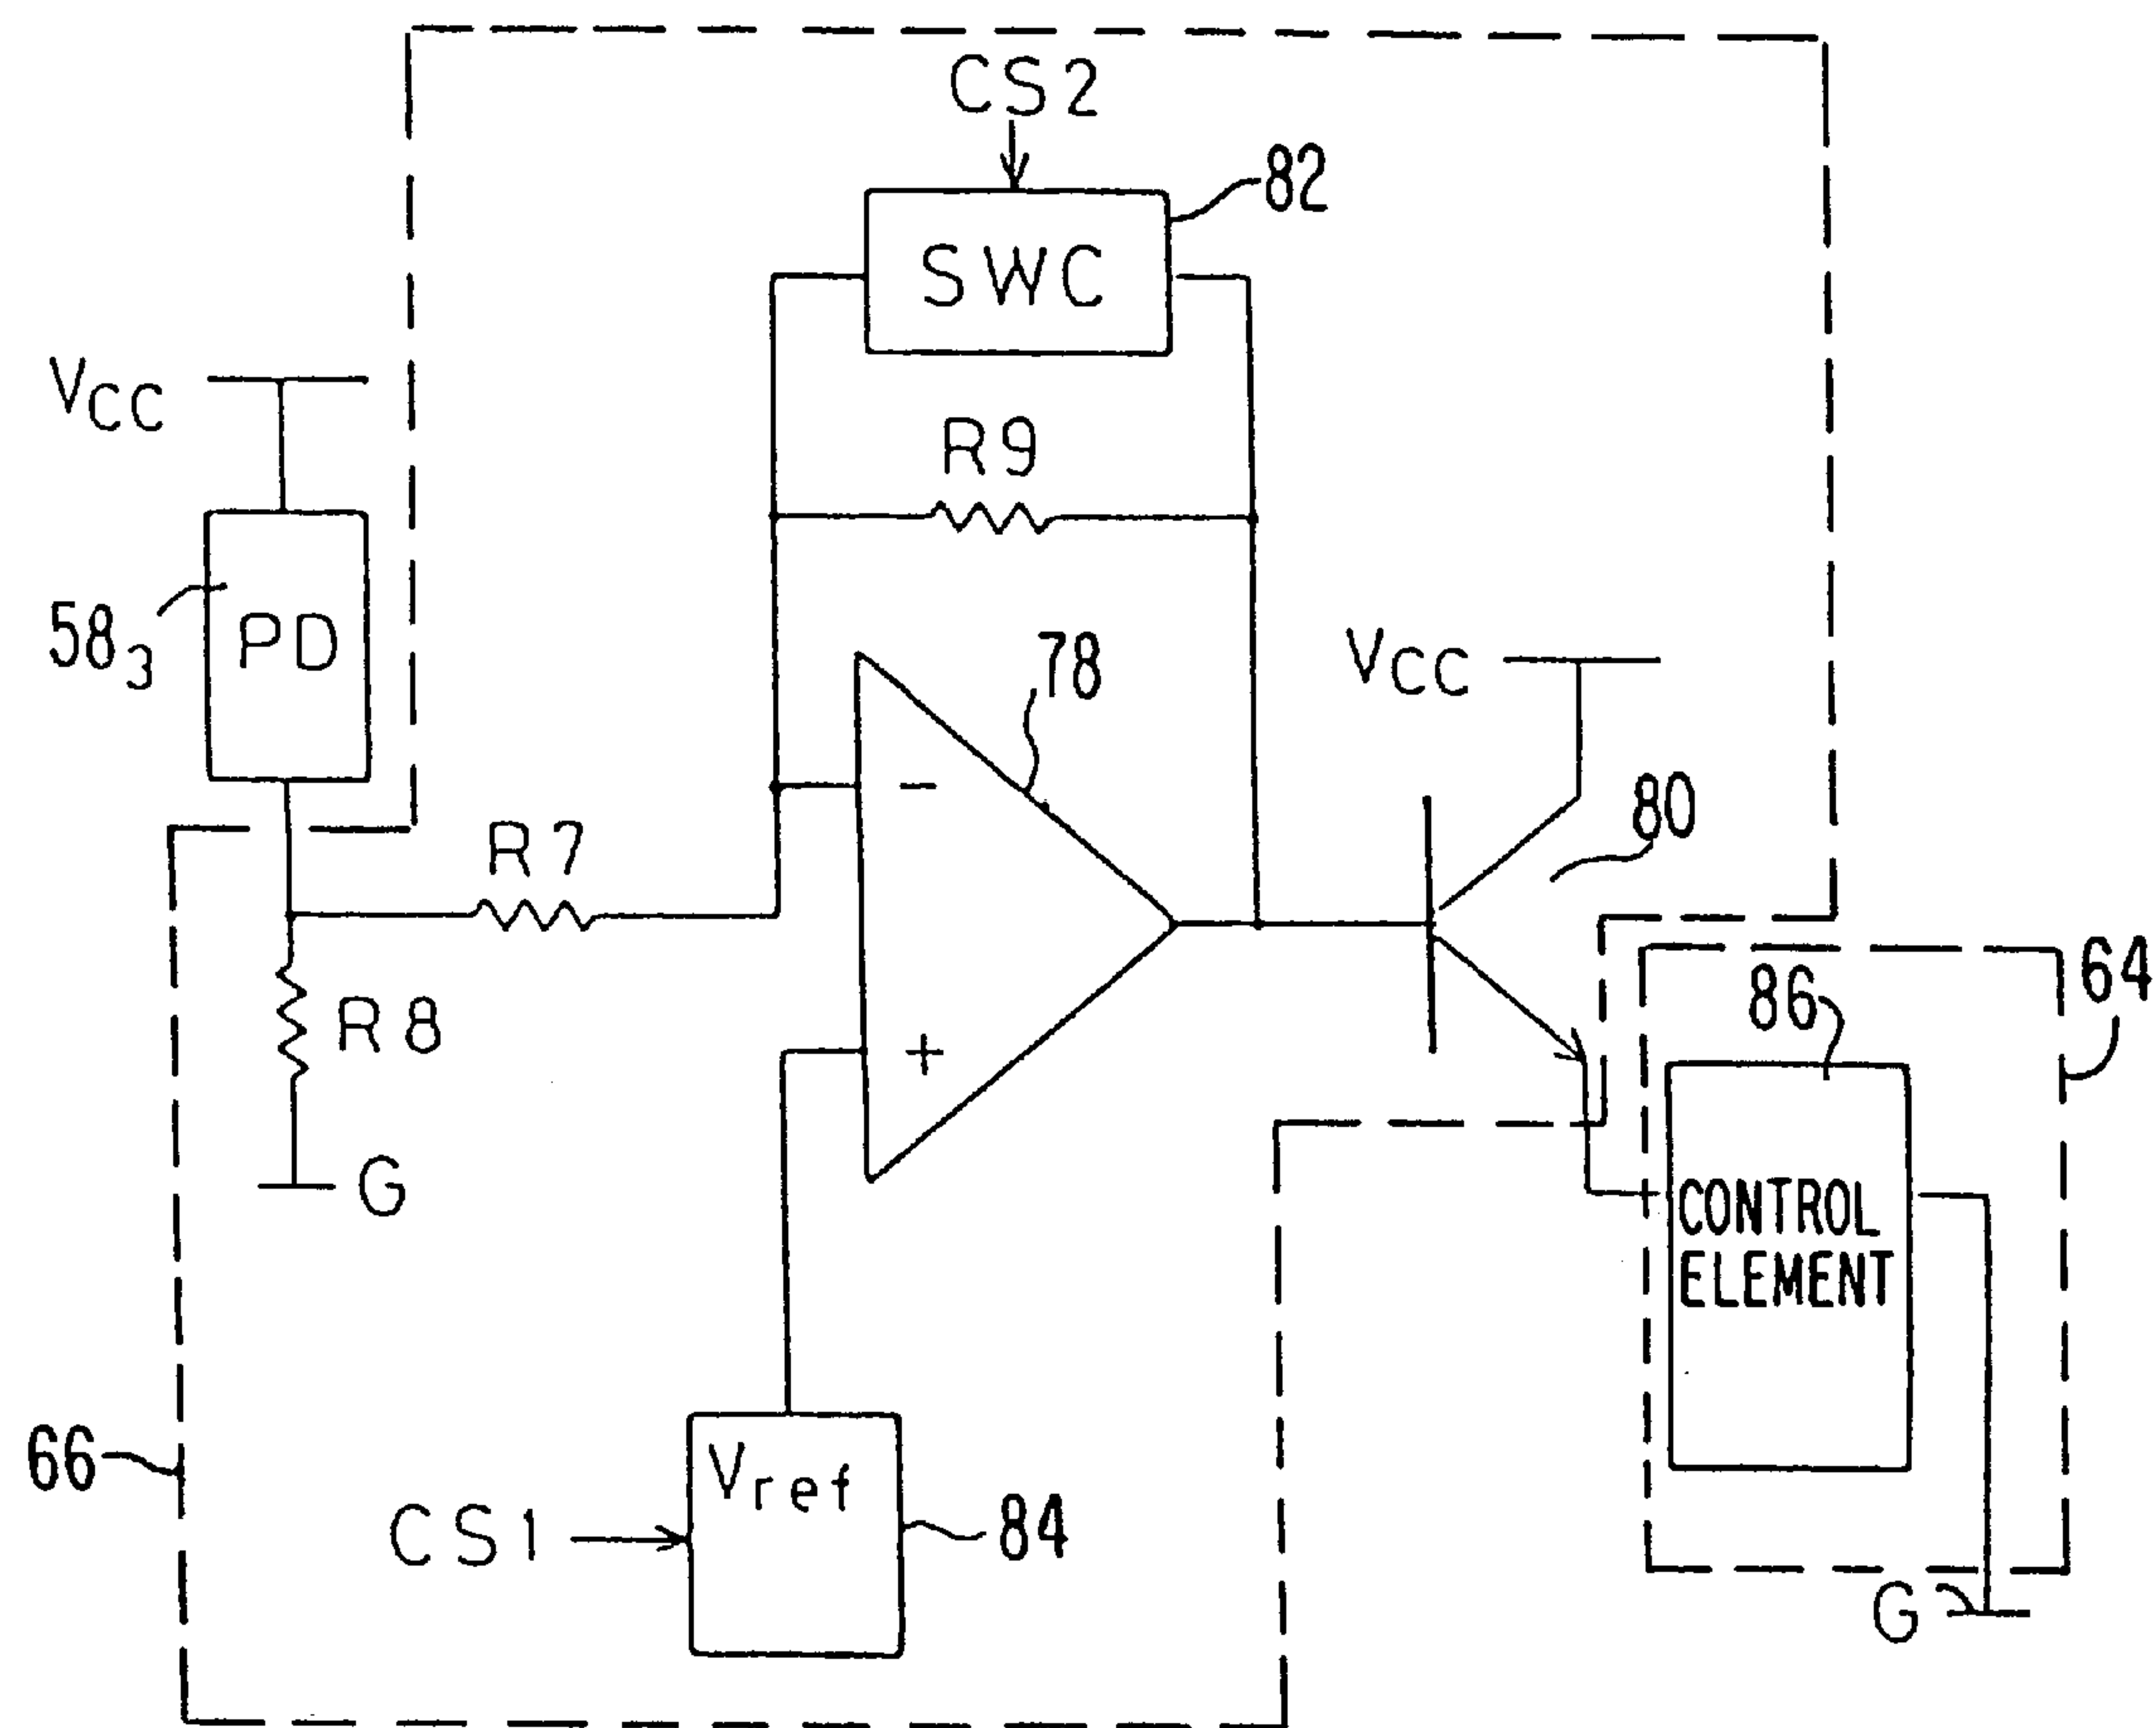 CS2
82
SWC
VCC
R9
583
PD
78
VCC
80
R7
64
86
R8
-
+
G
CONTROL
ELEMENT
66
Vref
CS1
84
G